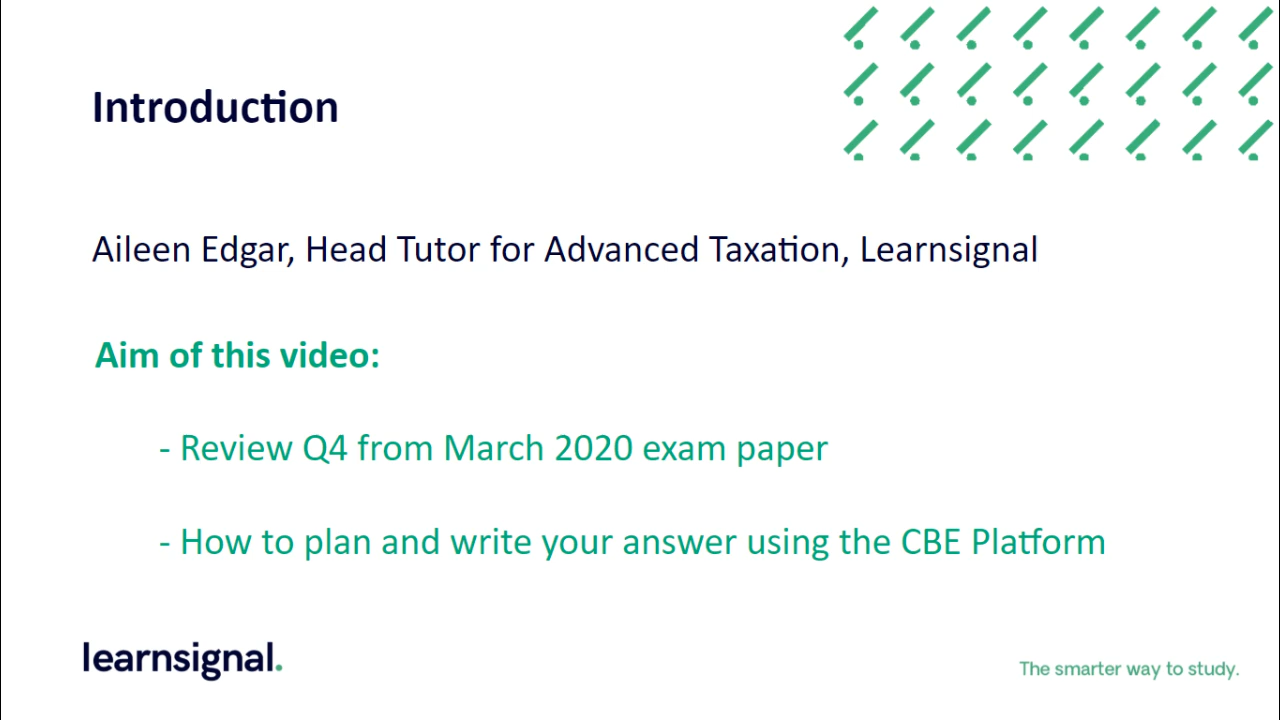 Introduction
Aileen Edgar, Head Tutor for Advanced Taxation, Learnsignal
Aim of this video:
- Review Q4 from March 2020 exam paper
- How to plan and write your answer using the CBE Platform
learnsignal.
The smarter way to study.